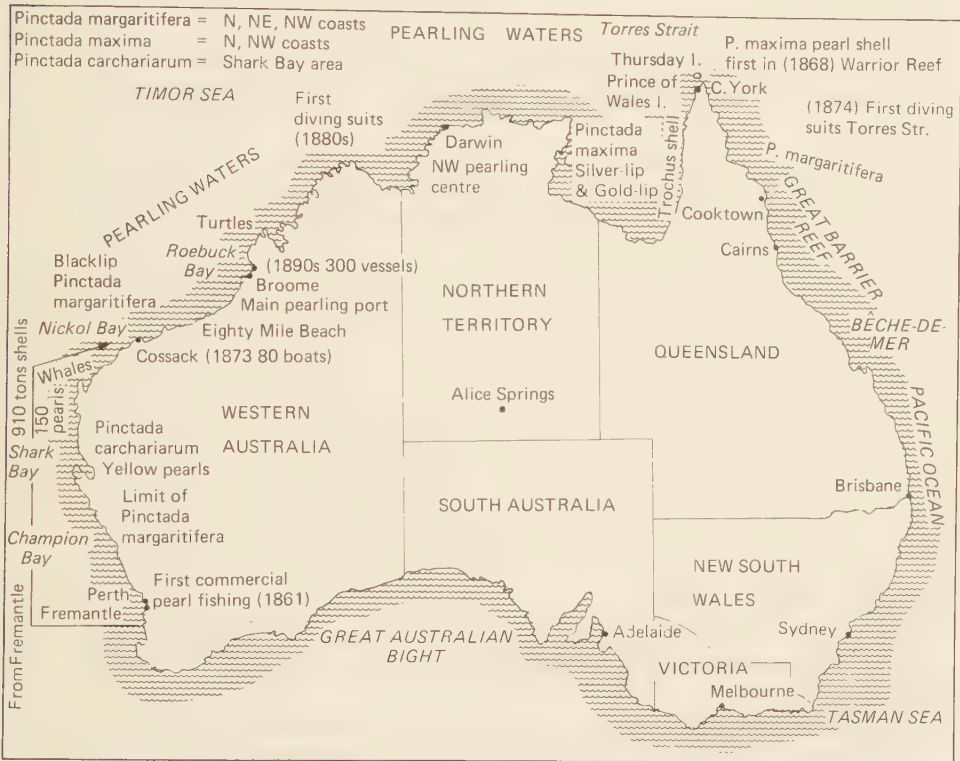 Pinctada margaritifera = N, NE, NW coasts
Pinctada maxima = N, NW coasts
Pinctada carchariarum = Shark Bay area
PEARLING WATERS
Torres Strait
P. maxima pearl shell
first in (1868) Warrior Reef
Thursday I.
Prince of
Wales I.
C. York
(1874) First diving
suits Torres Str.
TIMOR SEA
First
diving suits
(1880s)
Darwin
NW pearling
centre
Pinctada
maxima
Silver-lip
& Gold-lip
Trochus shell
P. margaritifera
PEARLING WATERS
Cooktown
GREAT BARRIER
REEF
Cairns
Turtles
Roebuck
Bay
(1890s 300 vessels)
Broome
Main pearling port
Blacklip
Pinctada
margaritifera
Nickol Bay
Eighty Mile Beach
Cossack (1873 80 boats)
NORTHERN
TERRITORY
QUEENSLAND
BÊCHE-DE-
MER
Whales
910 tons shells
150
pearls
Alice Springs
WESTERN
AUSTRALIA
PACIFIC OCEAN
Shark
Bay
Pinctada
carchariarum
Yellow pearls
Limit of
Pinctada
margaritifera
SOUTH AUSTRALIA
Brisbane
Champion
Bay
NEW SOUTH
WALES
Perth
Fremantle
First commercial
pearl fishing (1861)
From Fremantle
GREAT AUSTRALIAN
BIGHT
Adelaide
Sydney
VICTORIA
Melbourne
TASMAN SEA